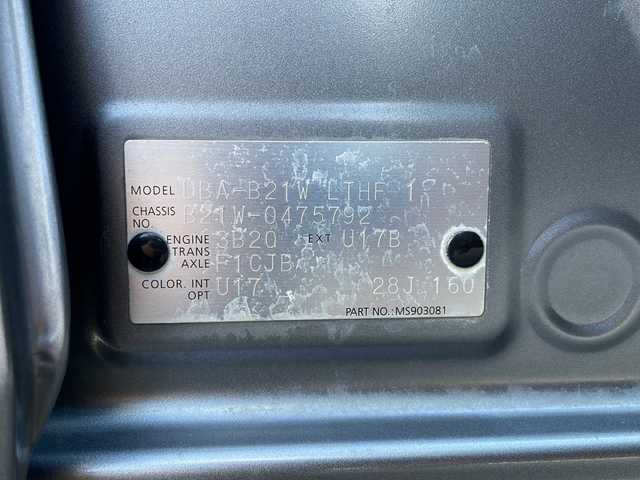 MODEL DBA-B21W LTHF
CHASSIS NO. B21W-0475792
ENGINE 3B20 EXT U17B
TRANS AXLE F1CJB
COLOR. INT OPT U17 28J 160
PART NO.:MS903081